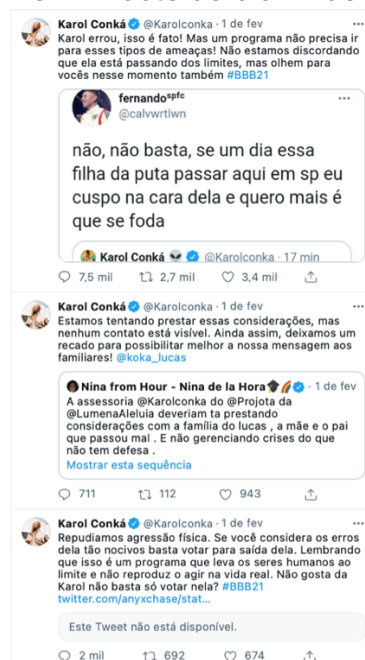 Karol Conká @Karolconka · 1 de fev
Karol errou, isso é fato! Mas um programa não precisa ir
para esses tipos de ameaças! Não estamos discordando
que ela está passando dos limites, mas olhem para
vocês nesse momento também #BBB21
fernandospfc
@calvwrtlwn
não, não basta, se um dia essa
filha da puta passar aqui em sp eu
cuspo na cara dela e quero mais é
que se foda
Karol Conká @Karolconka · 17 min
7,5 mil 2,7 mil 3,4 mil
Karol Conká @Karolconka · 1 de fev
Estamos tentando prestar essas considerações, mas
nenhum contato está visível. Ainda assim, deixamos um
recado para possibilitar melhor a nossa mensagem aos
familiares! @koka_lucas
Nina from Hour - Nina de la Hora · 1 de fev
A assessoria @Karolconka do @Projota da
@LumenaAleluia deveriam ta prestando
considerações com a família do lucas , a mãe e o pai
que passou mal . E não gerenciando crises do que
não tem defesa .
Mostrar esta sequência
711 112 943
Karol Conká @Karolconka · 1 de fev
Repudiamos agressão física. Se você considera os erros
dela tão nocivos basta votar para saída dela. Lembrando
que isso é um programa que leva os seres humanos ao
limite e não reproduz o agir na vida real. Não gosta da
Karol não basta só votar nela? #BBB21
twitter.com/anyxchase/stat...
Este Tweet não está disponível.
2 mil 692 674